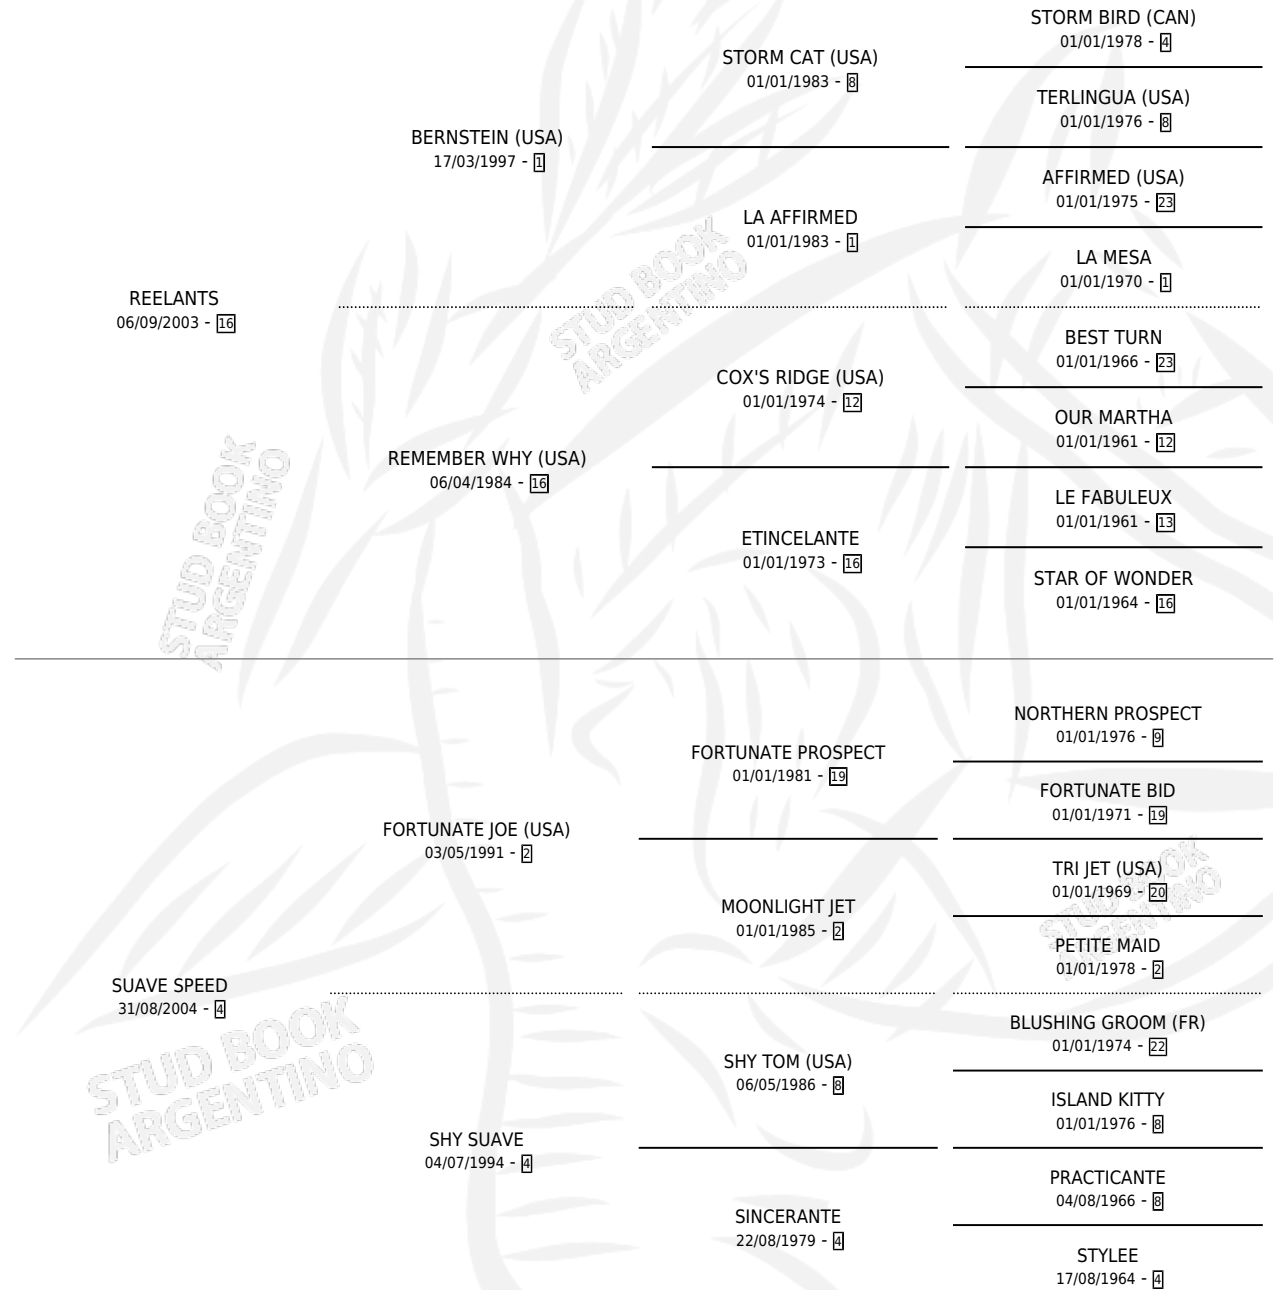 STORM BIRD (CAN)
01/01/1978 - 4
STORM CAT (USA)
01/01/1983 - 8
TERLINGUA (USA)
01/01/1976 - 8
BERNSTEIN (USA)
17/03/1997 - 1
AFFIRMED (USA)
01/01/1975 - 23
LA AFFIRMED
01/01/1983 - 1
LA MESA
01/01/1970 - 1
REELANTS
06/09/2003 - 16
BEST TURN
01/01/1966 - 23
COX'S RIDGE (USA)
01/01/1974 - 12
OUR MARTHA
01/01/1961 - 12
REMEMBER WHY (USA)
06/04/1984 - 16
LE FABULEUX
01/01/1961 - 13
ETINCELANTE
01/01/1973 - 16
STAR OF WONDER
01/01/1964 - 16
NORTHERN PROSPECT
01/01/1976 - 9
FORTUNATE PROSPECT
01/01/1981 - 19
FORTUNATE BID
01/01/1971 - 19
FORTUNATE JOE (USA)
03/05/1991 - 2
TRI JET (USA)
01/01/1969 - 20
MOONLIGHT JET
01/01/1985 - 2
PETITE MAID
01/01/1978 - 2
SUAVE SPEED
31/08/2004 - 4
BLUSHING GROOM (FR)
01/01/1974 - 22
SHY TOM (USA)
06/05/1986 - 8
ISLAND KITTY
01/01/1976 - 8
SHY SUAVE
04/07/1994 - 4
PRACTICANTE
04/08/1966 - 8
SINCERANTE
22/08/1979 - 4
STYLEE
17/08/1964 - 4
STUD BOOK
ARGENTINO
STUD BOOK
ARGENTINO
STUD BOOK
ARGENTINO
STUD BOOK
ARGENTINO